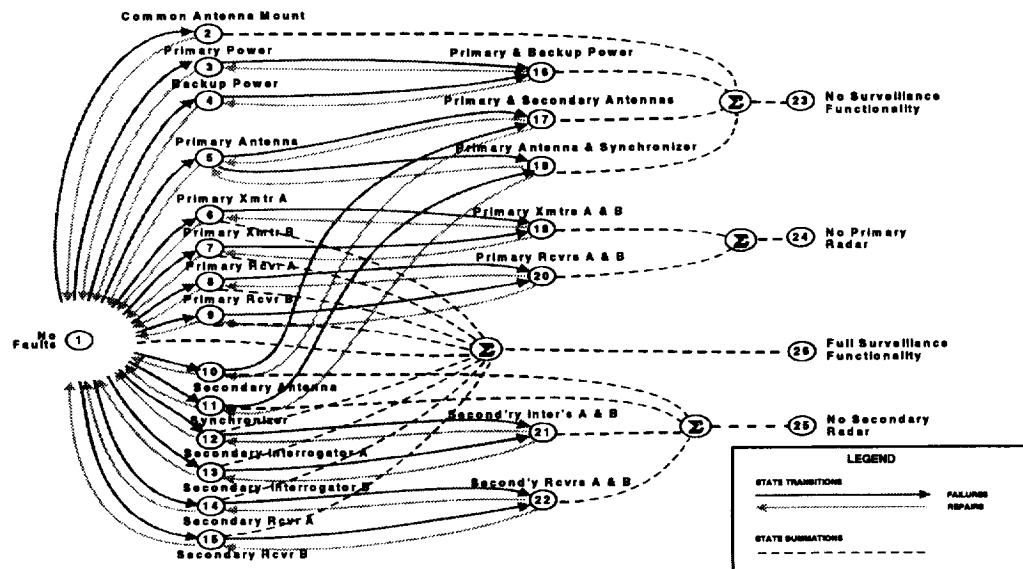 Common Antenna Mount
2
Primary Power
3
Primary & Backup Power
16
Backup Power
4
Σ
23
No Surveillance
Functionality
Primary & Secondary Antennas
17
Primary Antenna
5
Primary Antenna & Synchronizer
18
Primary Xmtr A
6
Primary Xmtrs A & B
19
Primary Xmtr B
7
Σ
24
No Primary
Radar
Primary Rcvr A
8
Primary Rcvrs A & B
20
Primary Rcvr B
9
No
Faults
1
Σ
26
Full Surveillance
Functionality
10
Secondary Antenna
11
Synchronizer
12
Second'ry Inter's A & B
21
Σ
25
No Secondary
Radar
Secondary Interrogator A
13
Secondary Interrogator B
14
Second'y Rcvrs A & B
22
Secondary Rcvr A
15
Secondary Rcvr B
LEGEND
STATE TRANSITIONS
FAILURES
REPAIRS
STATE SUMMATIONS